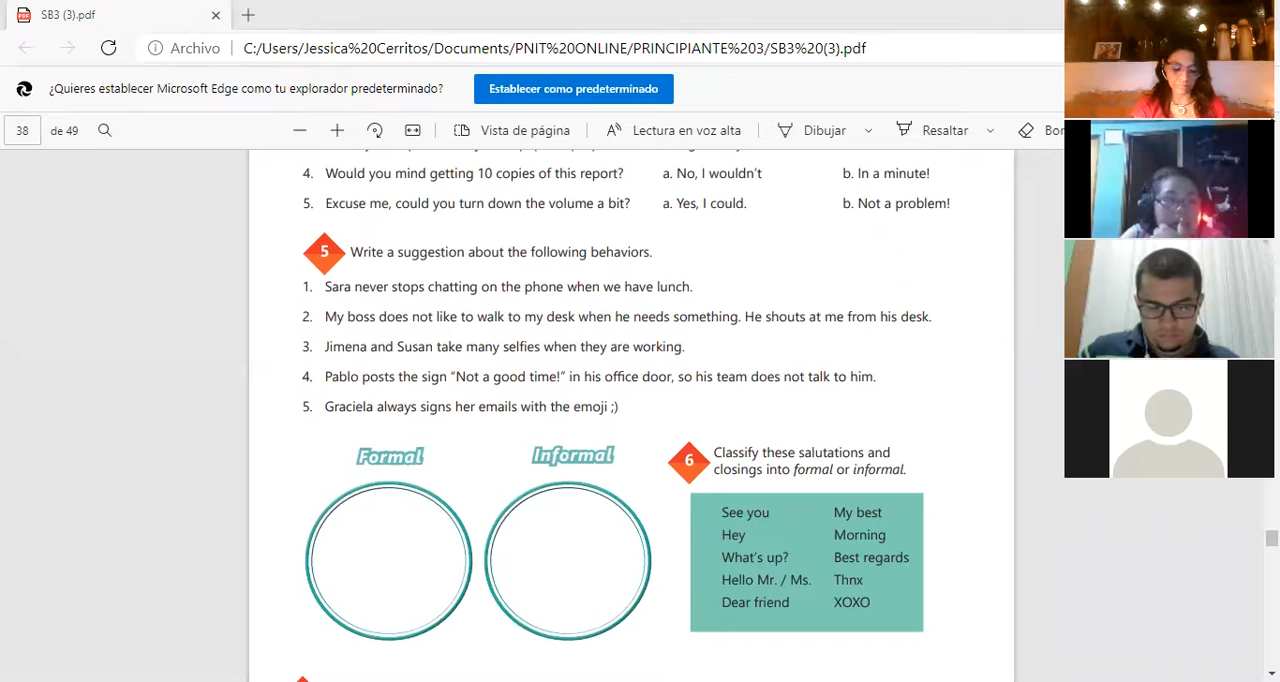 SB3 (3).pdf
Archivo
C:/Users/Jessica%20Cerritos/Documents/PNIT%20ONLINE/PRINCIPIANTE%203/SB3%20(3).pdf
¿Quieres establecer Microsoft Edge como tu explorador predeterminado?
Establecer como predeterminado
38 de 49
Vista de página
Lectura en voz alta
Dibujar
Resaltar
Bor
4. Would you mind getting 10 copies of this report? a. No, I wouldn't b. In a minute!
5. Excuse me, could you turn down the volume a bit? a. Yes, I could. b. Not a problem!
5 Write a suggestion about the following behaviors.
1. Sara never stops chatting on the phone when we have lunch.
2. My boss does not like to walk to my desk when he needs something. He shouts at me from his desk.
3. Jimena and Susan take many selfies when they are working.
4. Pablo posts the sign “Not a good time!” in his office door, so his team does not talk to him.
5. Graciela always signs her emails with the emoji ;)
Formal
Informal
6 Classify these salutations and
closings into formal or informal.
See you My best
Hey Morning
What's up? Best regards
Hello Mr. / Ms. Thnx
Dear friend XOXO